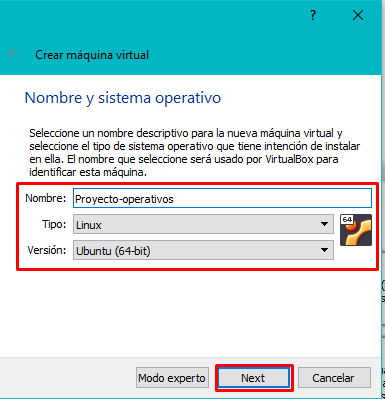 ?
Crear máquina virtual
Nombre y sistema operativo
Seleccione un nombre descriptivo para la nueva máquina virtual y
seleccione el tipo de sistema operativo que tiene intención de instalar
en ella. El nombre que seleccione será usado por VirtualBox para
identificar esta máquina.
Nombre: Proyecto-operativos
Tipo: Linux
64
Versión: Ubuntu (64-bit)
Modo experto Next Cancelar